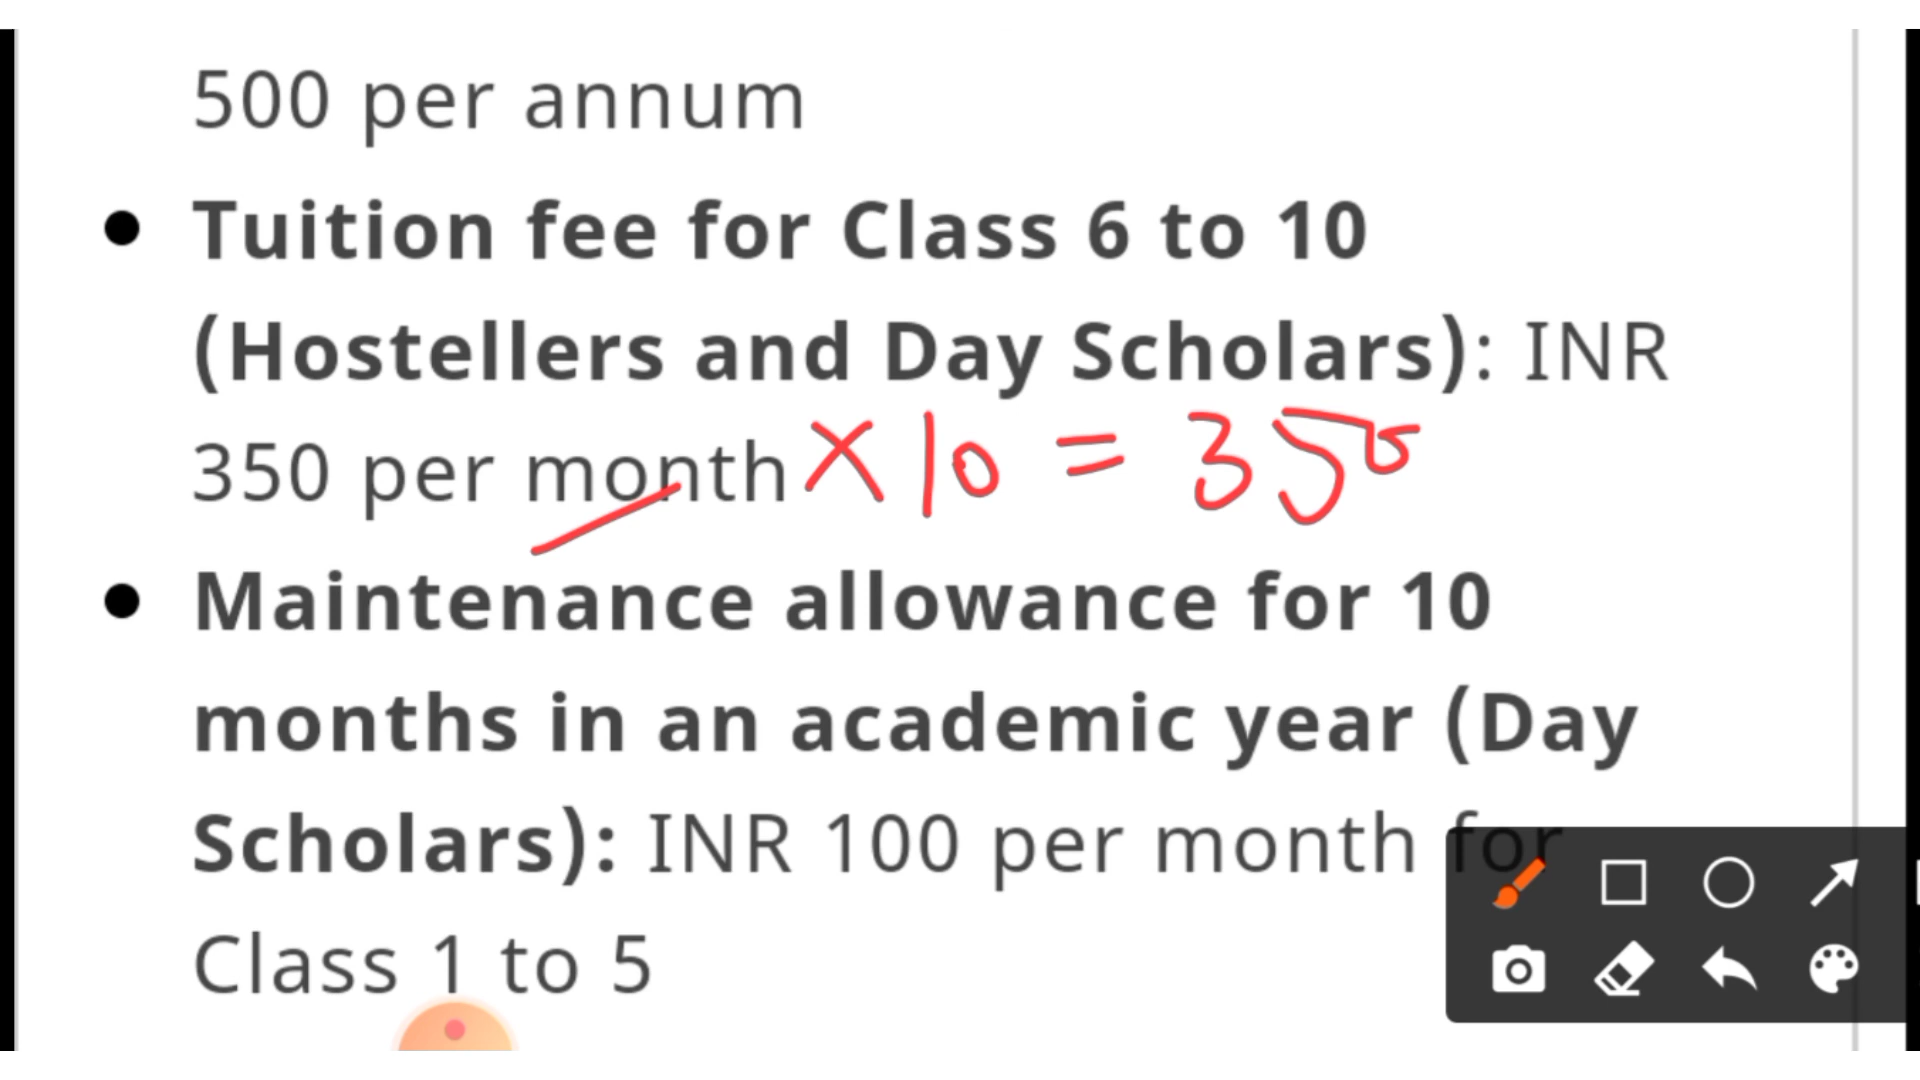 500 per annum
• Tuition fee for Class 6 to 10
(Hostellers and Day Scholars): INR
350 per month × 10 = 350
• Maintenance allowance for 10
months in an academic year (Day
Scholars): INR 100 per month for
Class 1 to 5